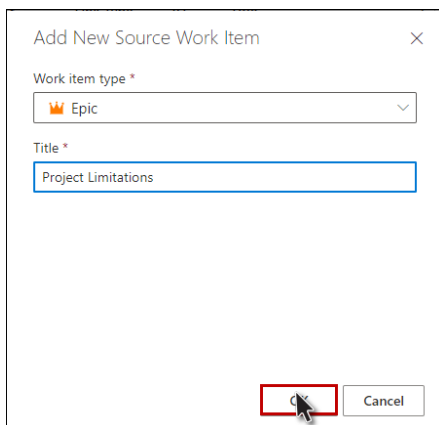 Add New Source Work Item
Work item type *
Epic
Title *
Project Limitations
Cancel